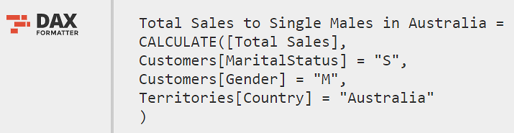 DAX
FORMATTER
Total Sales to Single Males in Australia =
CALCULATE([Total Sales],
Customers[MaritalStatus] = "S",
Customers[Gender] = "M",
Territories[Country] = "Australia"
)